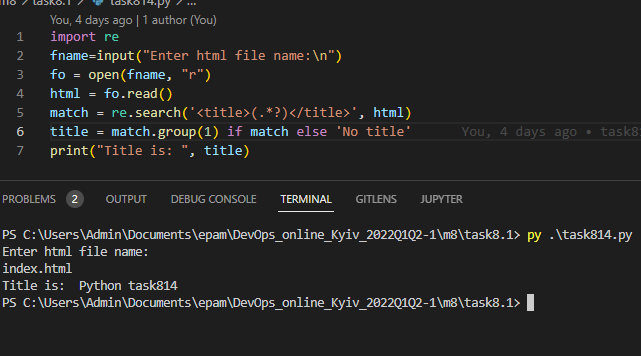 m8 > task8.1 > task814.py > ...
You, 4 days ago | 1 author (You)
1 import re
2 fname=input("Enter html file name:\n")
3 fo = open(fname, "r")
4 html = fo.read()
5 match = re.search('<title>(.*?)</title>', html)
6 title = match.group(1) if match else 'No title' You, 4 days ago • task8
7 print("Title is: ", title)
PROBLEMS 2 OUTPUT DEBUG CONSOLE TERMINAL GITLENS JUPYTER
PS C:\Users\Admin\Documents\epam\DevOps_online_Kyiv_2022Q1Q2-1\m8\task8.1> py .\task814.py
Enter html file name:
index.html
Title is:  Python task814
PS C:\Users\Admin\Documents\epam\DevOps_online_Kyiv_2022Q1Q2-1\m8\task8.1>